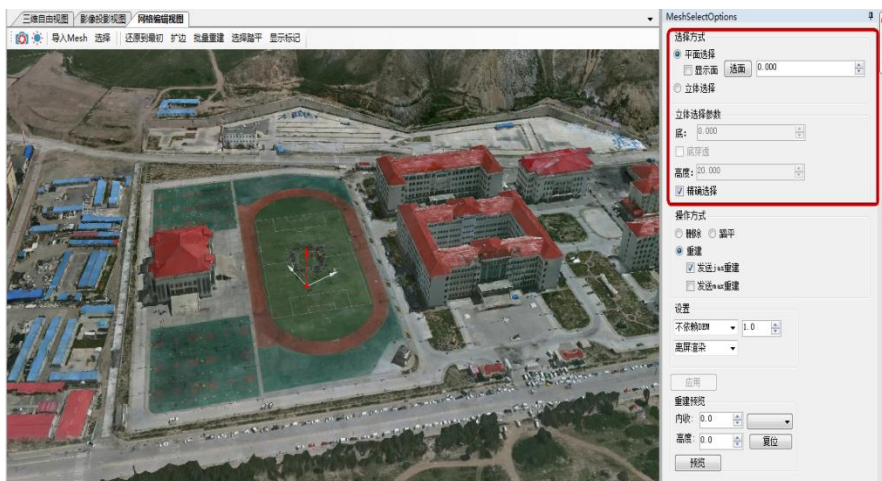 三维自由视图 影像投影视图 网格编辑视图
导入Mesh 选择 还原到最初 扩边 批量重建 选择踏平 显示标记
MeshSelectOptions
选择方式
平面选择
显示面 选面 0.000
立体选择
立体选择参数
底: 0.000
底穿透
高度: 20.000
精确选择
操作方式
删除 踏平
重建
发送jux重建
发送max重建
设置
不依赖DEM 1.0
离屏渲染
应用
重建预览
内收: 0.0
高度: 0.0 复位
预览